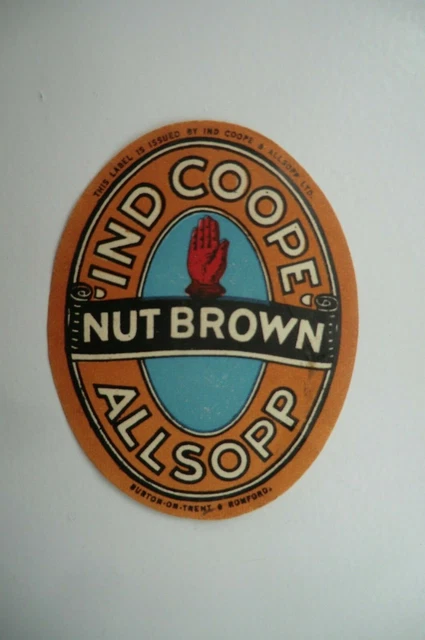 THIS LABEL IS ISSUED BY IND COOPE & ALLSOPP LTD.
IND COOPE
NUT BROWN
ALLSOPP
BURTON-ON-TRENT & ROMFORD.